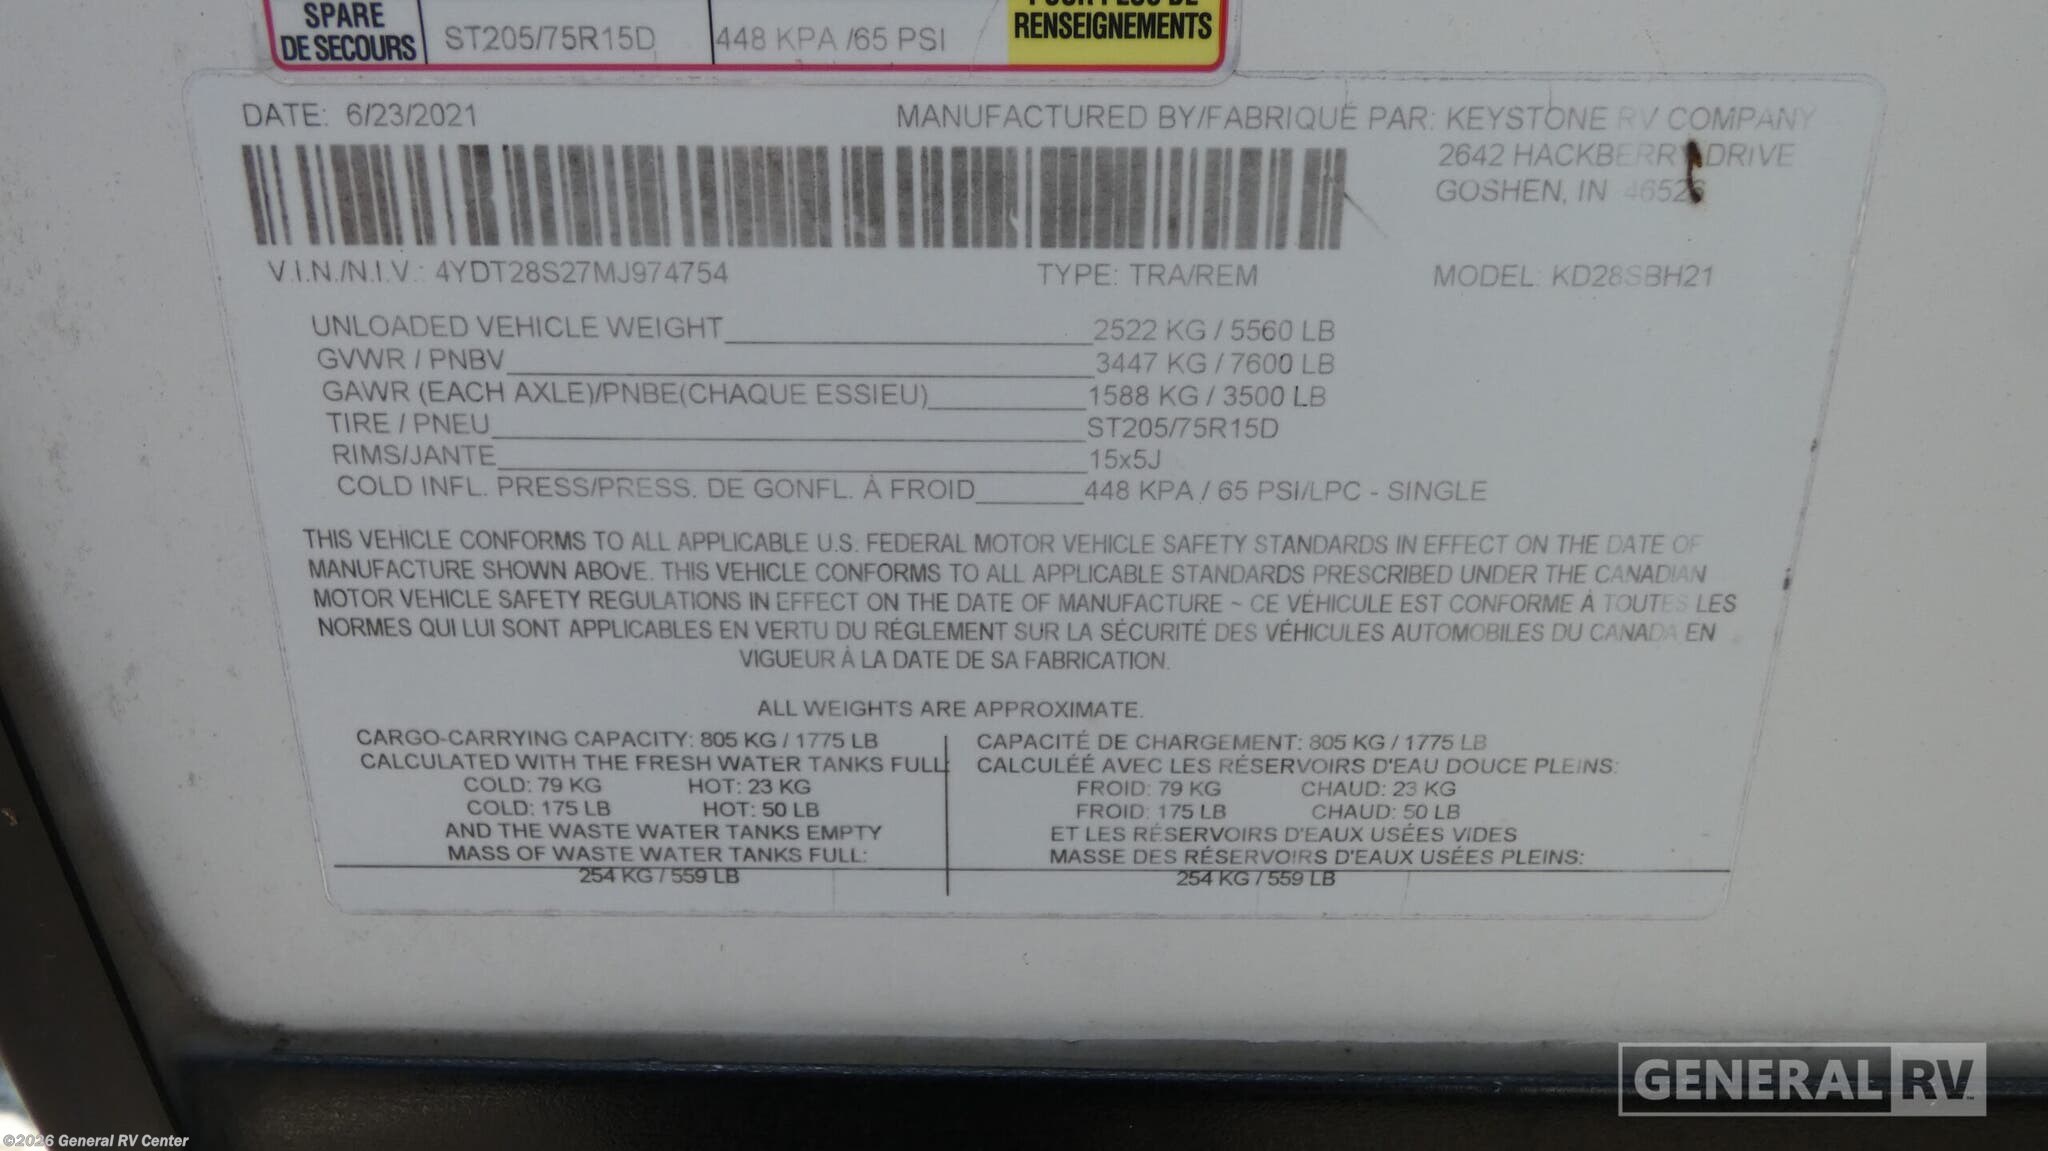 SPARE
DE SECOURS
ST205/75R15D
448 KPA /65 PSI
POUR PLUS DE
RENSEIGNEMENTS
DATE: 6/23/2021
MANUFACTURED BY/FABRIQUÉ PAR: KEYSTONE RV COMPANY
2642 HACKBERRY DRIVE
GOSHEN, IN 46526
V.I.N./N.I.V.: 4YDT28S27MJ974754 TYPE: TRA/REM MODEL: KD28SBH21
UNLOADED VEHICLE WEIGHT 2522 KG / 5560 LB
GVWR / PNBV 3447 KG / 7600 LB
GAWR (EACH AXLE)/PNBE(CHAQUE ESSIEU) 1588 KG / 3500 LB
TIRE / PNEU ST205/75R15D
RIMS/JANTE 15x5J
COLD INFL. PRESS/PRESS. DE GONFL. À FROID 448 KPA / 65 PSI/LPC - SINGLE
THIS VEHICLE CONFORMS TO ALL APPLICABLE U.S. FEDERAL MOTOR VEHICLE SAFETY STANDARDS IN EFFECT ON THE DATE OF
MANUFACTURE SHOWN ABOVE. THIS VEHICLE CONFORMS TO ALL APPLICABLE STANDARDS PRESCRIBED UNDER THE CANADIAN
MOTOR VEHICLE SAFETY REGULATIONS IN EFFECT ON THE DATE OF MANUFACTURE ~ CE VÉHICULE EST CONFORME À TOUTES LES
NORMES QUI LUI SONT APPLICABLES EN VERTU DU RÉGLEMENT SUR LA SÉCURITÉ DES VÉHICULES AUTOMOBILES DU CANADA EN
VIGUEUR À LA DATE DE SA FABRICATION.
ALL WEIGHTS ARE APPROXIMATE.
CARGO-CARRYING CAPACITY: 805 KG / 1775 LB
CALCULATED WITH THE FRESH WATER TANKS FULL
COLD: 79 KG HOT: 23 KG
COLD: 175 LB HOT: 50 LB
AND THE WASTE WATER TANKS EMPTY
MASS OF WASTE WATER TANKS FULL:
254 KG / 559 LB
CAPACITÉ DE CHARGEMENT: 805 KG / 1775 LB
CALCULÉÉ AVEC LES RÉSERVOIRS D'EAU DOUCE PLEINS:
FROID: 79 KG CHAUD: 23 KG
FROID: 175 LB CHAUD: 50 LB
ET LES RÉSERVOIRS D'EAUX USÉES VIDES
MASSE DES RÉSERVOIRS D'EAUX USÉES PLEINS:
254 KG / 559 LB
GENERAL RV
©2026 General RV Center